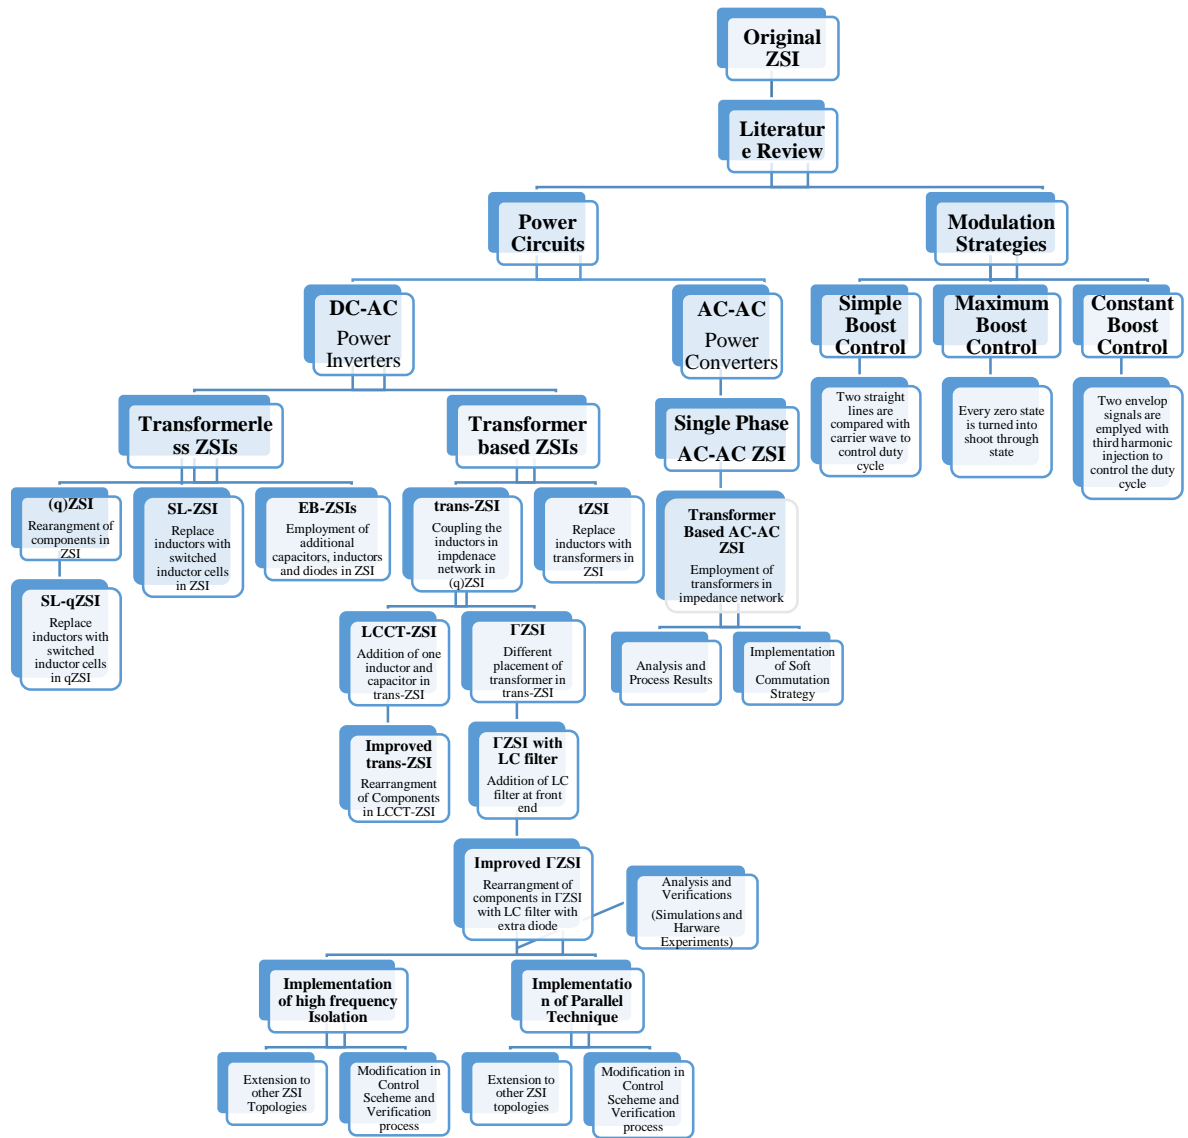 Original
ZSI
Literatur
e Review
Power
Circuits
Modulation
Strategies
DC-AC
Power
Inverters
AC-AC
Power
Converters
Simple
Boost
Control
Maximum
Boost
Control
Constant
Boost
Control
Two straight
lines are
compared with
carrier wave to
control duty
cycle
Every zero state
is turned into
shoot through
state
Two envelop
signals are
emplyed with
third harmonic
injection to
control the duty
cycle
Transformerle
ss ZSIs
Transformer
based ZSIs
Single Phase
AC-AC ZSI
(q)ZSI
Rearangment of
components in
ZSI
SL-ZSI
Replace
inductors with
switched
inductor cells
in ZSI
EB-ZSIs
Employment of
additional
capacitors, inductors
and diodes in ZSI
trans-ZSI
Coupling the
inductors in
impdenace
network in
(q)ZSI
tZSI
Replace
inductors with
transformers in
ZSI
Transformer
Based AC-AC
ZSI
Employment of
transformers in
impedance network
SL-qZSI
Replace
inductors with
switched
inductor cells
in qZSI
LCCT-ZSI
Addition of one
inductor and
capacitor in
trans-ZSI
ΓZSI
Different
placement of
transformer in
trans-ZSI
Analysis and
Process Results
Implementation
of Soft
Commutation
Strategy
Improved
trans-ZSI
Rearrangment
of Components
in LCCT-ZSI
ΓZSI with
LC filter
Addition of LC
filter at front
end
Improved ΓZSI
Rearrangment of
components in ΓZSI
with LC filter with
extra diode
Analysis and
Verifications
(Simulations and
Harware
Experiments)
Implementation
of high frequency
Isolation
Implementatio
n of Parallel
Technique
Extension to
other ZSI
Topologies
Modification in
Control
Sceheme and
Verification
process
Extension to
other ZSI
topologies
Modification in
Control
Sceheme and
Verification
process